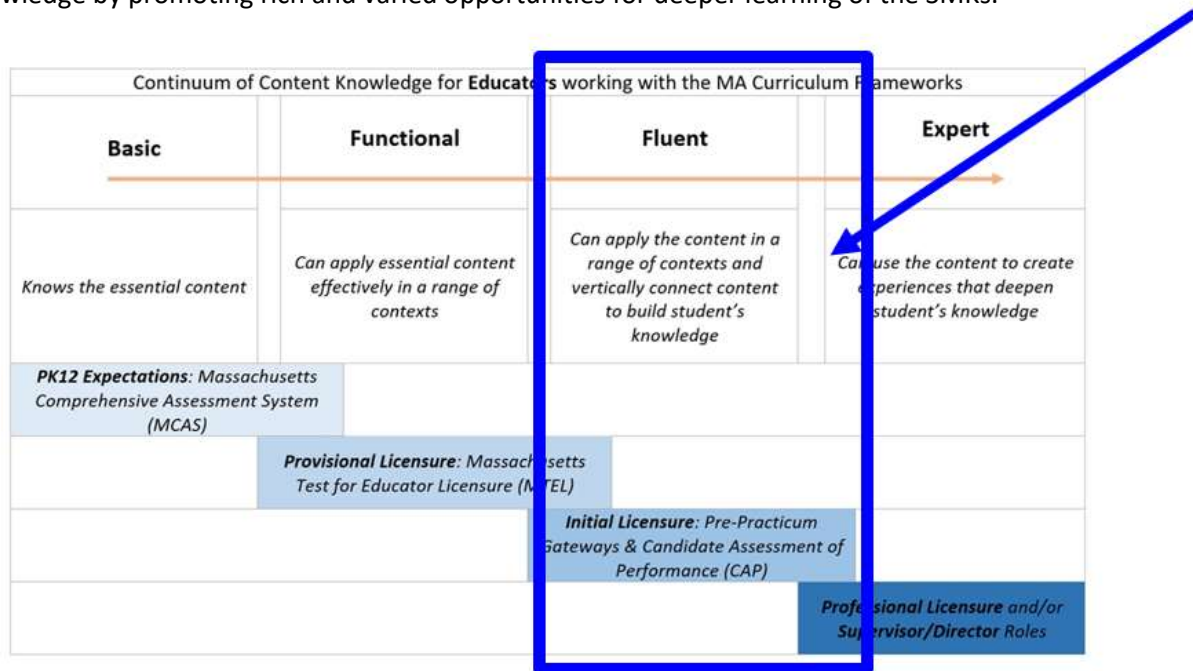 wledge by promoting rich and varied opportunities for deeper learning of the SMKs.
Continuum of Content Knowledge for Educators working with the MA Curriculum Frameworks
Basic
Functional
Fluent
Expert
Knows the essential content
Can apply essential content
effectively in a range of
contexts
Can apply the content in a
range of contexts and
vertically connect content
to build student's
knowledge
Can use the content to create
experiences that deepen
student's knowledge
PK12 Expectations: Massachusetts
Comprehensive Assessment System
(MCAS)
Provisional Licensure: Massachusetts
Test for Educator Licensure (MTEL)
Initial Licensure: Pre-Practicum
Gateways & Candidate Assessment of
Performance (CAP)
Professional Licensure and/or
Supervisor/Director Roles